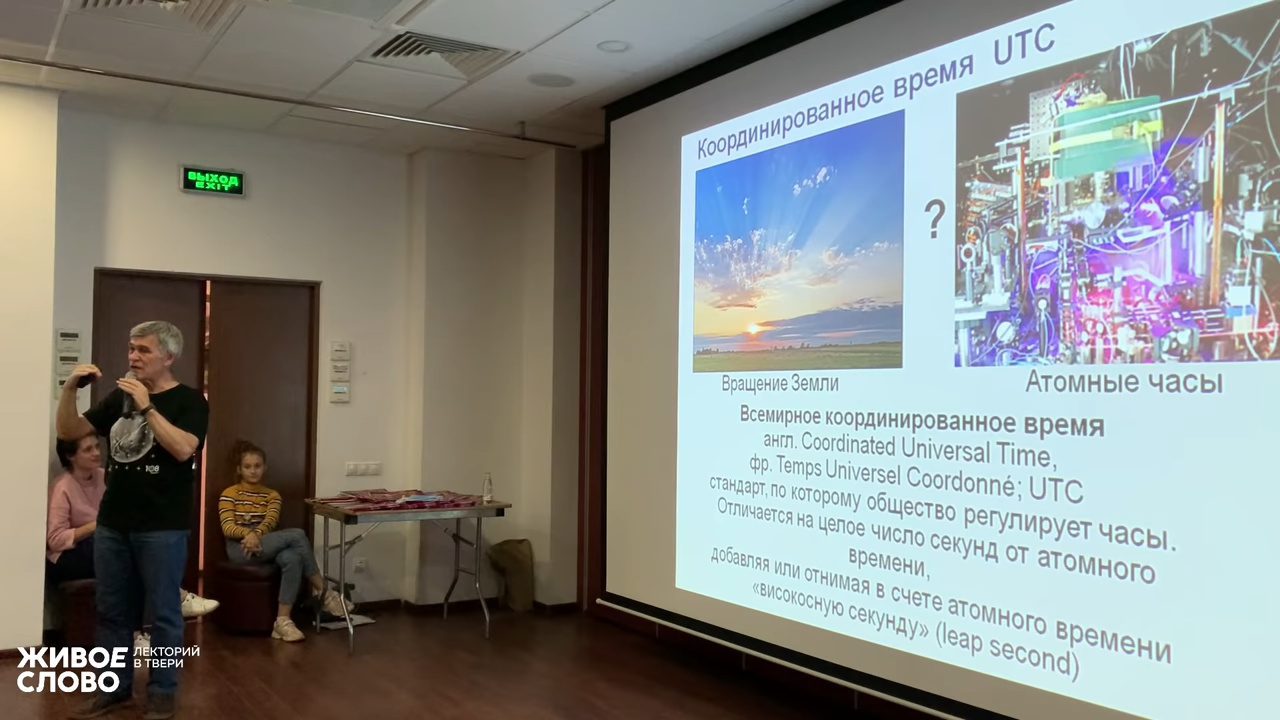 ВЫХОД
EXIT
Координированное время UTC
?
Вращение Земли
Атомные часы
Всемирное координированное время
англ. Coordinated Universal Time,
фр. Temps Universel Coordonné; UTC
стандарт, по которому общество регулирует часы.
Отличается на целое число секунд от атомного
времени,
добавляя или отнимая в счете атомного времени
«високосную секунду» (leap second)
108
ЖИВОЕ
СЛОВО
ЛЕКТОРИЙ
В ТВЕРИ